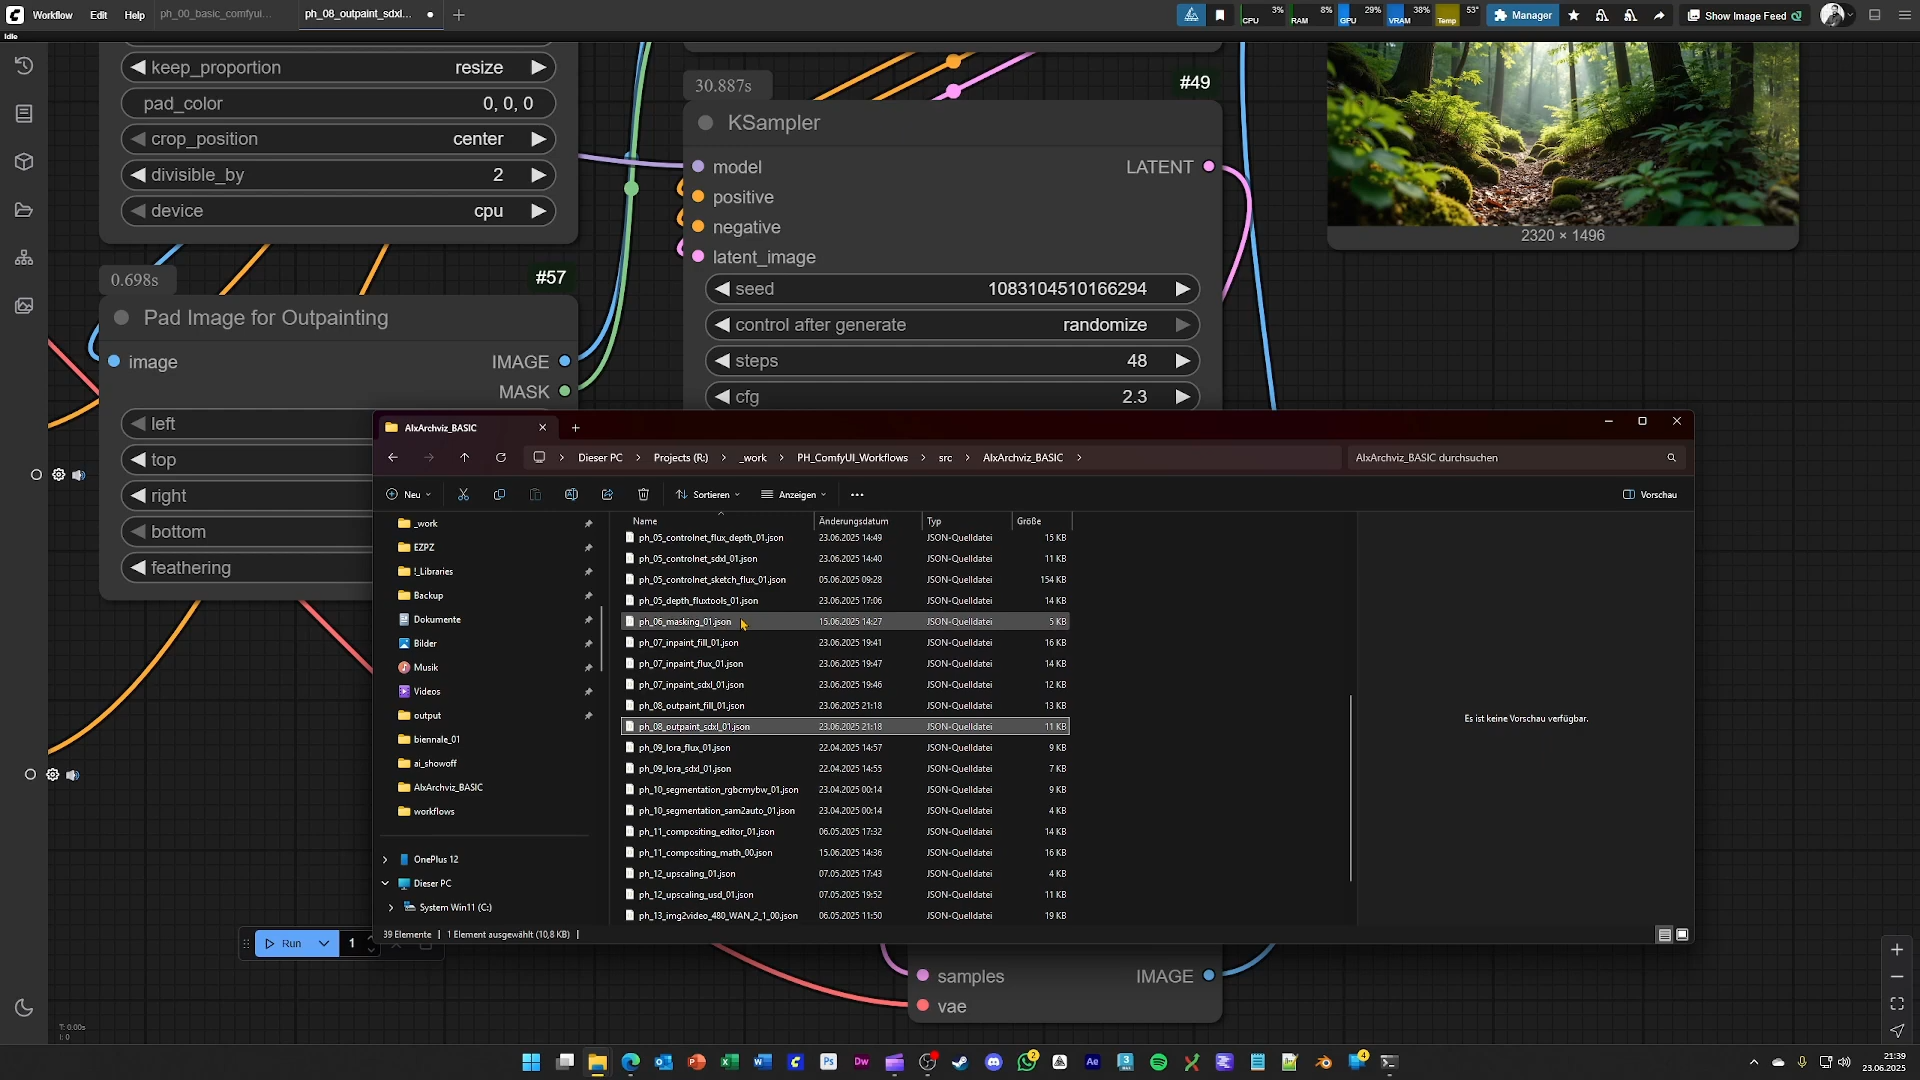 Workflow Edit Help ph_00_basic_comfyui... ph_08_outpaint_sdxl...
CPU 3% RAM 8% GPU 29% VRAM 38% Temp 53° Manager Show Image Feed
Idle
keep_proportion resize
pad_color 0, 0, 0
crop_position center
divisible_by 2
device cpu
0.698s #57
Pad Image for Outpainting
image IMAGE
MASK
left
top
right
bottom
feathering
30.887s #49
KSampler
model LATENT
positive
negative
latent_image
seed 1083104510166294
control after generate randomize
steps 48
cfg 2.3
2320 × 1496
AlxArchviz_BASIC
Dieser PC Projects (R:) _work PH_ComfyUI_Workflows src AlxArchviz_BASIC
AlxArchviz_BASIC durchsuchen
Neu Sortieren Anzeigen Vorschau
_work
EZPZ
!_Libraries
Backup
Dokumente
Bilder
Musik
Videos
output
biennale_01
ai_showoff
AlxArchviz_BASIC
workflows
OnePlus 12
Dieser PC
System Win11 (C:)
Name Änderungsdatum Typ Größe
ph_05_controlnet_flux_depth_01.json 23.06.2025 14:49 JSON-Quelldatei 15 KB
ph_05_controlnet_sdxl_01.json 23.06.2025 14:40 JSON-Quelldatei 11 KB
ph_05_controlnet_sketch_flux_01.json 05.06.2025 09:28 JSON-Quelldatei 154 KB
ph_05_depth_fluxtools_01.json 23.06.2025 17:06 JSON-Quelldatei 14 KB
ph_06_masking_01.json 15.06.2025 14:27 JSON-Quelldatei 5 KB
ph_07_inpaint_fill_01.json 23.06.2025 19:41 JSON-Quelldatei 16 KB
ph_07_inpaint_flux_01.json 23.06.2025 19:47 JSON-Quelldatei 14 KB
ph_07_inpaint_sdxl_01.json 23.06.2025 19:46 JSON-Quelldatei 12 KB
ph_08_outpaint_fill_01.json 23.06.2025 21:18 JSON-Quelldatei 13 KB
ph_08_outpaint_sdxl_01.json 23.06.2025 21:18 JSON-Quelldatei 11 KB
ph_09_lora_flux_01.json 22.04.2025 14:57 JSON-Quelldatei 9 KB
ph_09_lora_sdxl_01.json 22.04.2025 14:55 JSON-Quelldatei 7 KB
ph_10_segmentation_rgbcmybw_01.json 23.04.2025 00:14 JSON-Quelldatei 9 KB
ph_10_segmentation_sam2auto_01.json 23.04.2025 00:14 JSON-Quelldatei 4 KB
ph_11_compositing_editor_01.json 06.05.2025 17:32 JSON-Quelldatei 14 KB
ph_11_compositing_math_00.json 15.06.2025 14:36 JSON-Quelldatei 16 KB
ph_12_upscaling_01.json 07.05.2025 17:43 JSON-Quelldatei 4 KB
ph_12_upscaling_usd_01.json 07.05.2025 19:52 JSON-Quelldatei 11 KB
ph_13_img2video_480_WAN_2_1_00.json 06.05.2025 11:50 JSON-Quelldatei 19 KB
Es ist keine Vorschau verfügbar.
39 Elemente 1 Element ausgewählt (10,8 KB)
Run 1
samples IMAGE
vae
T: 0.00s
I: 0
21:39
23.06.2025